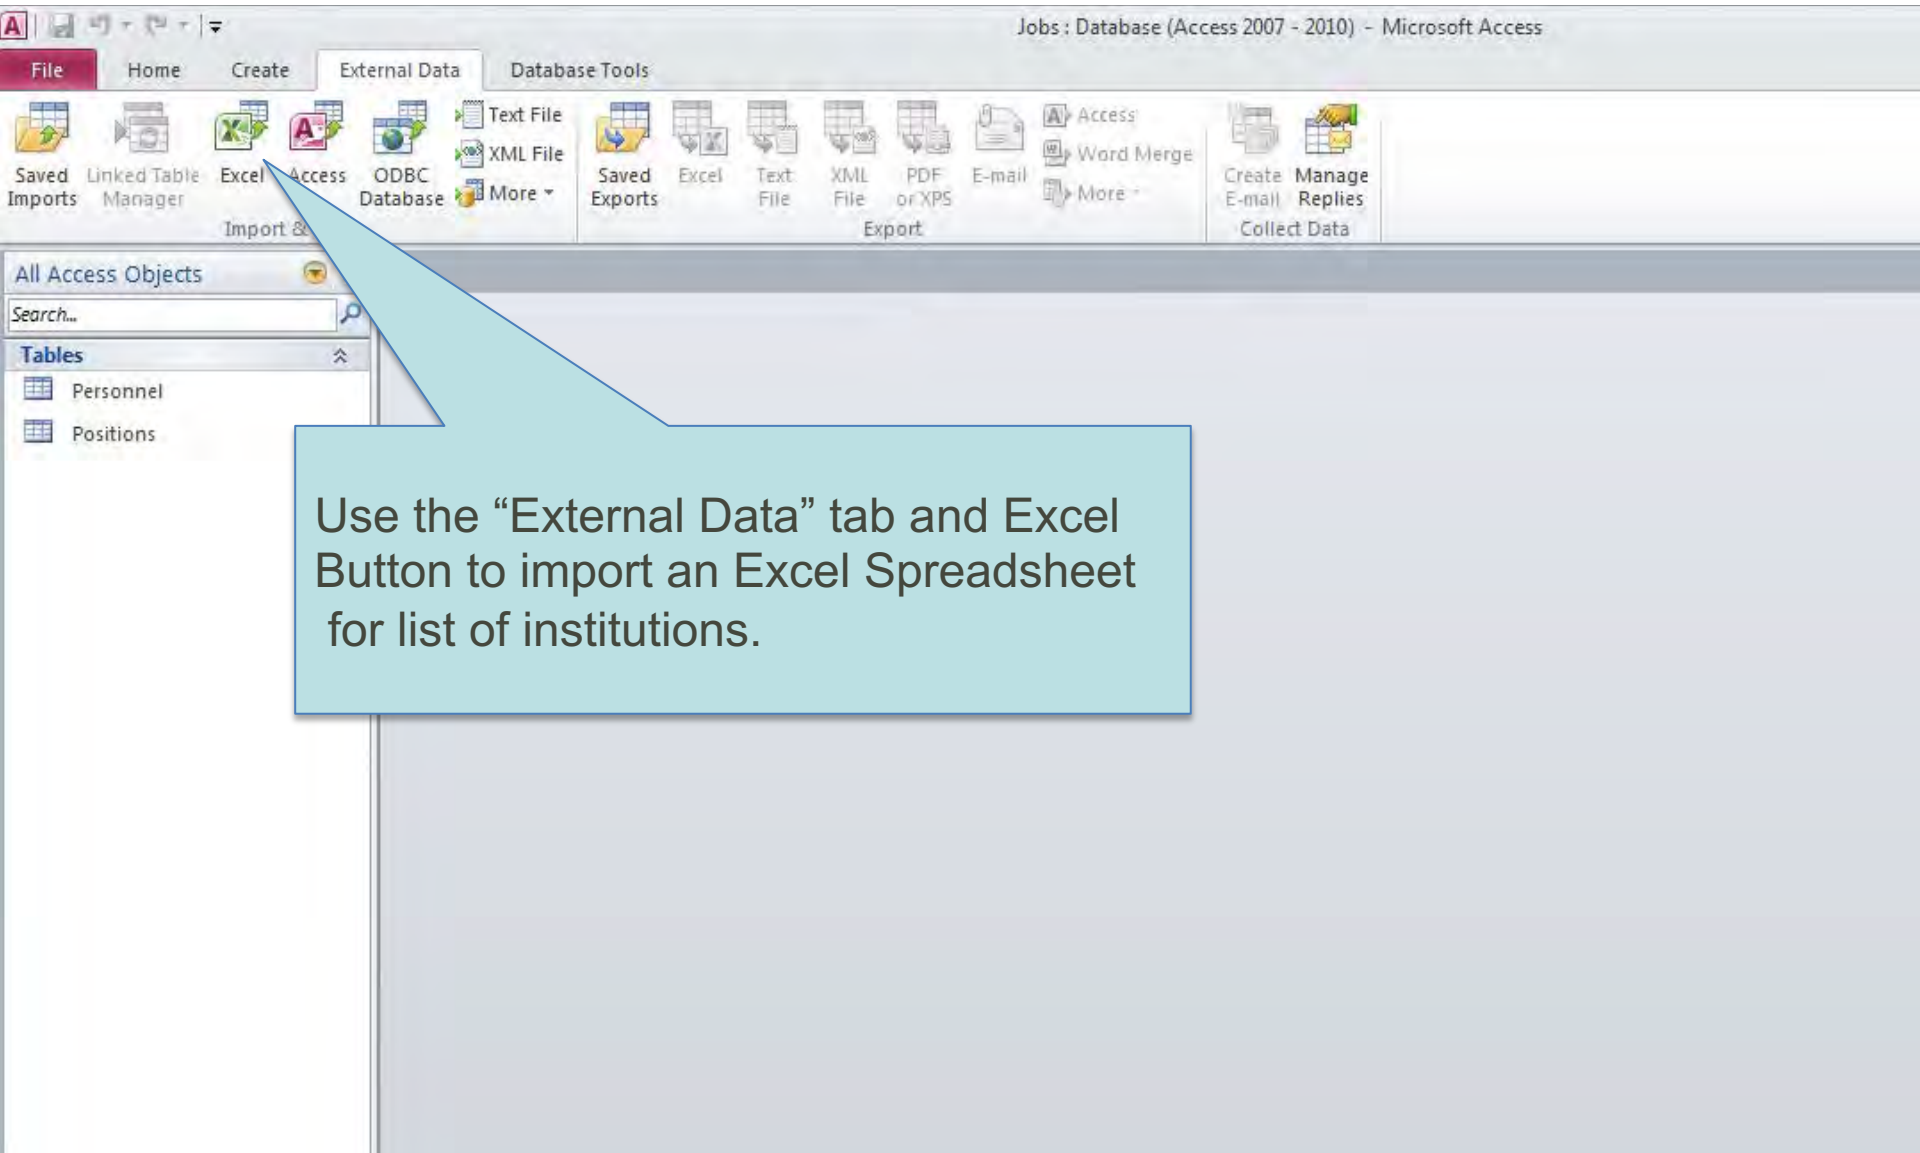 Jobs : Database (Access 2007 - 2010) - Microsoft Access
File Home Create External Data Database Tools
Saved Imports
Linked Table Manager
Excel
Access
ODBC Database
Text File
XML File
More
Import &
Saved Exports
Excel
Text File
XML File
PDF or XPS
E-mail
Access
Word Merge
More
Export
Create E-mail
Manage Replies
Collect Data
All Access Objects
Search...
Tables
Personnel
Positions
Use the “External Data” tab and Excel
Button to import an Excel Spreadsheet
for list of institutions.